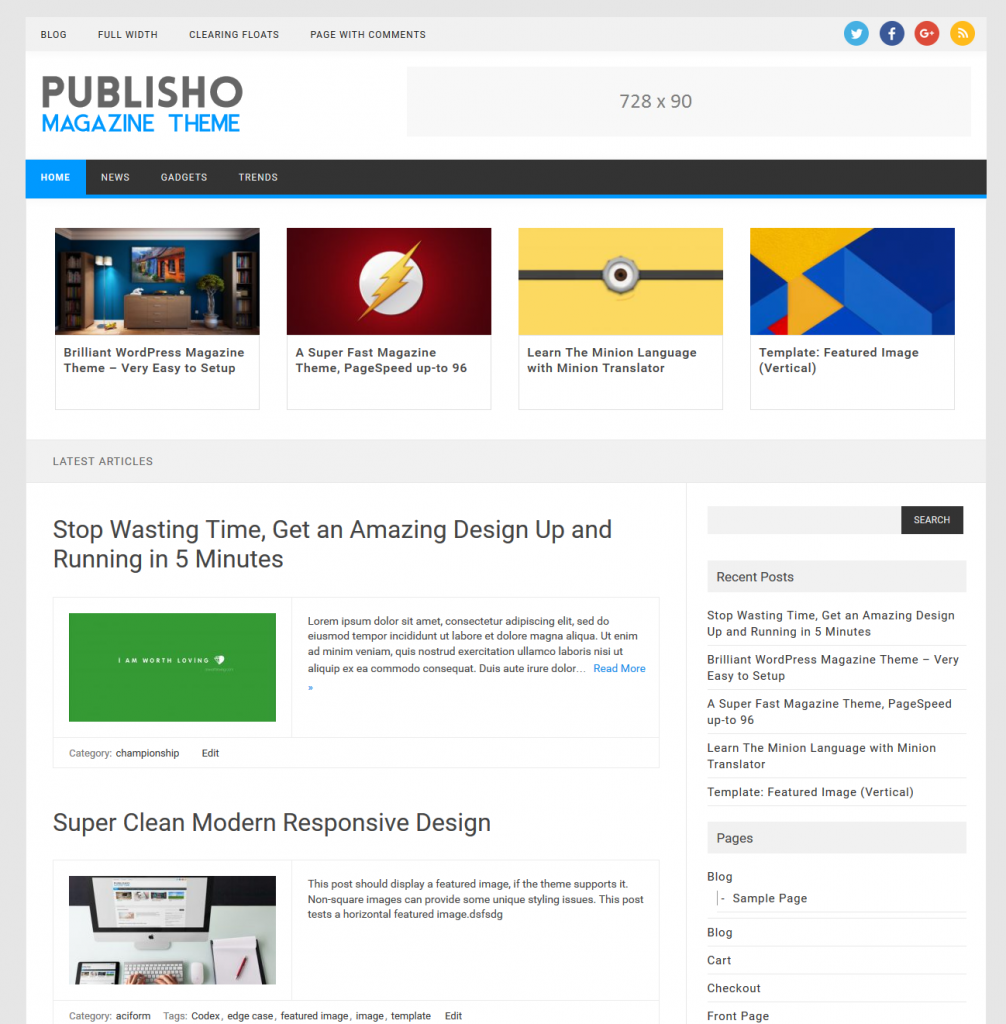 BLOG FULL WIDTH CLEARING FLOATS PAGE WITH COMMENTS
PUBLISHO
MAGAZINE THEME
728 x 90
HOME NEWS GADGETS TRENDS
Brilliant WordPress Magazine
Theme – Very Easy to Setup
A Super Fast Magazine
Theme, PageSpeed up-to 96
Learn The Minion Language
with Minion Translator
Template: Featured Image
(Vertical)
LATEST ARTICLES
Stop Wasting Time, Get an Amazing Design Up and
Running in 5 Minutes
I AM WORTH LOVING
Lorem ipsum dolor sit amet, consectetur adipiscing elit, sed do
eiusmod tempor incididunt ut labore et dolore magna aliqua. Ut enim
ad minim veniam, quis nostrud exercitation ullamco laboris nisi ut
aliquip ex ea commodo consequat. Duis aute irure dolor… Read More
»
Category: championship Edit
Super Clean Modern Responsive Design
This post should display a featured image, if the theme supports it.
Non-square images can provide some unique styling issues. This post
tests a horizontal featured image.dsfsdg
Category: aciform Tags: Codex, edge case, featured image, image, template Edit
SEARCH
Recent Posts
Stop Wasting Time, Get an Amazing Design
Up and Running in 5 Minutes
Brilliant WordPress Magazine Theme – Very
Easy to Setup
A Super Fast Magazine Theme, PageSpeed
up-to 96
Learn The Minion Language with Minion
Translator
Template: Featured Image (Vertical)
Pages
Blog
- Sample Page
Blog
Cart
Checkout
Front Page